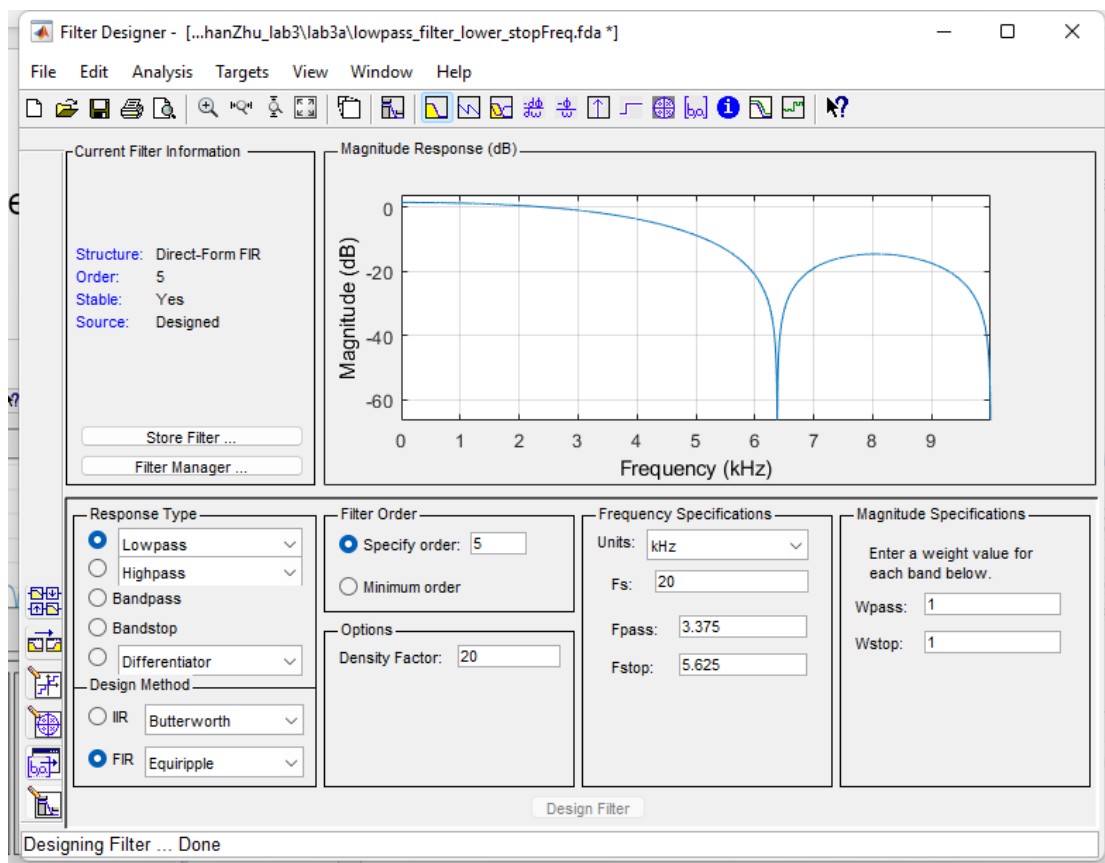 Filter Designer - [...hanZhu_lab3\lab3a\lowpass_filter_lower_stopFreq.fda *]
File Edit Analysis Targets View Window Help
Current Filter Information
Structure: Direct-Form FIR
Order: 5
Stable: Yes
Source: Designed
Store Filter ...
Filter Manager ...
Magnitude Response (dB)
Magnitude (dB)
0
-20
-40
-60
0 1 2 3 4 5 6 7 8 9
Frequency (kHz)
Response Type
Lowpass
Highpass
Bandpass
Bandstop
Differentiator
Design Method
IIR Butterworth
FIR Equiripple
Filter Order
Specify order: 5
Minimum order
Options
Density Factor: 20
Frequency Specifications
Units: kHz
Fs: 20
Fpass: 3.375
Fstop: 5.625
Magnitude Specifications
Enter a weight value for
each band below.
Wpass: 1
Wstop: 1
Design Filter
Designing Filter ... Done